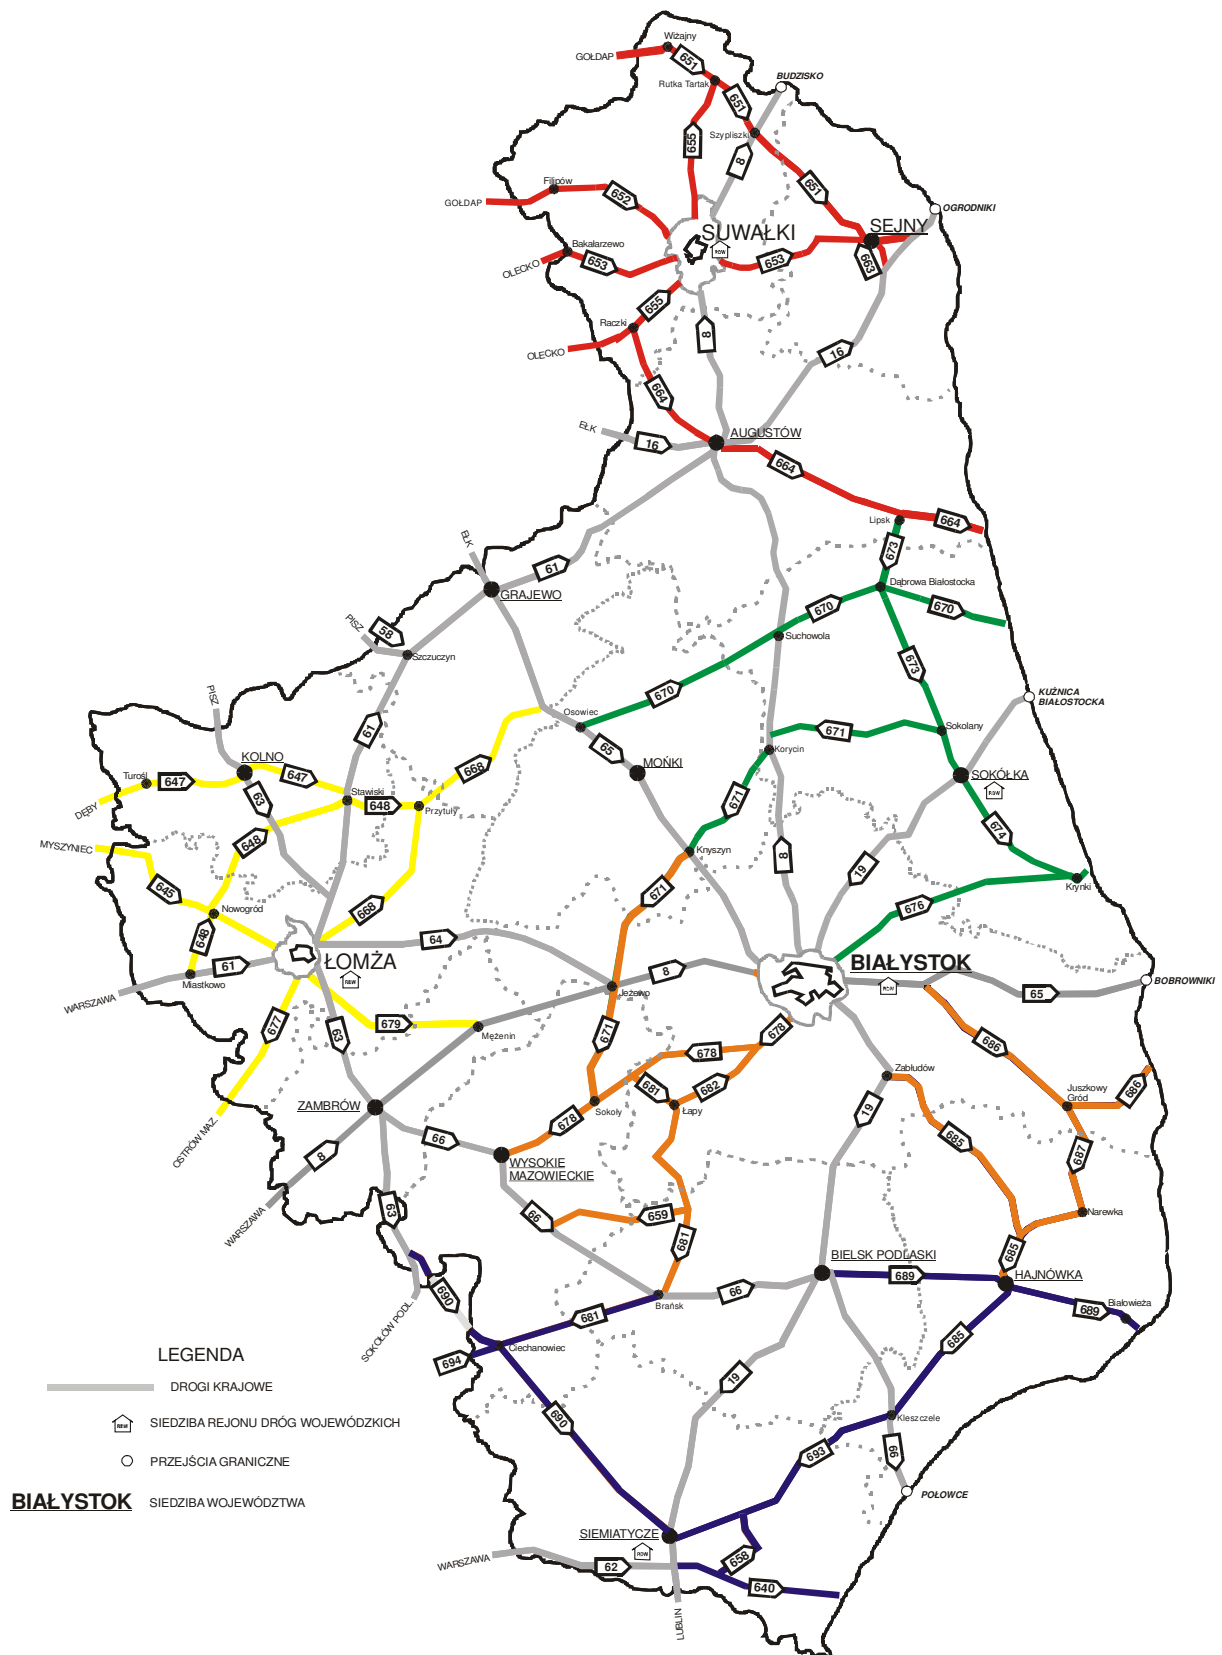 Wiżajny
GOŁDAP
651
BUDZISKO
Rutka Tartak
651
Szypliszki
655
8
Filipów
652
651
GOŁDAP
OGRODNIKI
SUWAŁKI
SEJNY
RDW
Bakałarzewo
653
653
663
OLECKO
655
Raczki
8
16
OLECKO
664
EŁK
16
AUGUSTÓW
664
Lipsk
664
EŁK
673
61
GRAJEWO
Dąbrowa Białostocka
670
670
PISZ
58
Suchowola
Szczuczyn
673
670
PISZ
KUŹNICA
BIAŁOSTOCKA
Osowiec
61
65
671
Sokolany
Korycin
KOLNO
MOŃKI
SOKÓŁKA
RDW
Turośl
647
647
668
Stawiski
648
Przytuły
63
671
DĘBY
674
MYSZYNIEC
648
Knyszyn
8
19
645
671
Krynki
Nowogród
668
676
648
64
61
ŁOMŻA
RDW
8
BIAŁYSTOK
RDW
Miastkowo
WARSZAWA
Jeżewo
65
BOBROWNIKI
677
679
63
Mężenin
671
678
678
686
Zabłudów
681
682
686
Juszkowy
Gród
ZAMBRÓW
Sokoły
Łapy
19
OSTRÓW MAZ.
66
678
685
687
8
WYSOKIE
MAZOWIECKIE
63
66
659
Narewka
WARSZAWA
681
685
BIELSK PODLASKI
689
HAJNÓWKA
690
Brańsk
66
689
Białowieża
681
SOKOŁÓW PODL.
685
LEGENDA
694
Ciechanowiec
DROGI KRAJOWE
19
SIEDZIBA REJONU DRÓG WOJEWÓDZKICH
690
Kleszczele
693
66
PRZEJŚCIA GRANICZNE
POŁOWCE
BIAŁYSTOK
SIEDZIBA WOJEWÓDZTWA
SIEMIATYCZE
RDW
WARSZAWA
62
658
640
LUBLIN